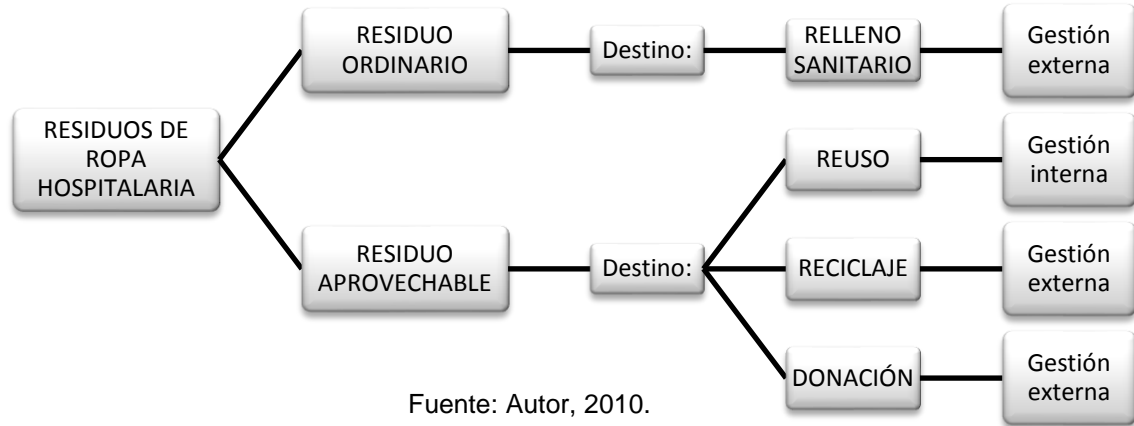 RESIDUOS DE
ROPA
HOSPITALARIA
RESIDUO
ORDINARIO
Destino:
RELLENO
SANITARIO
Gestión
externa
RESIDUO
APROVECHABLE
Destino:
REUSO
Gestión
interna
RECICLAJE
Gestión
externa
DONACIÓN
Gestión
externa
Fuente: Autor, 2010.